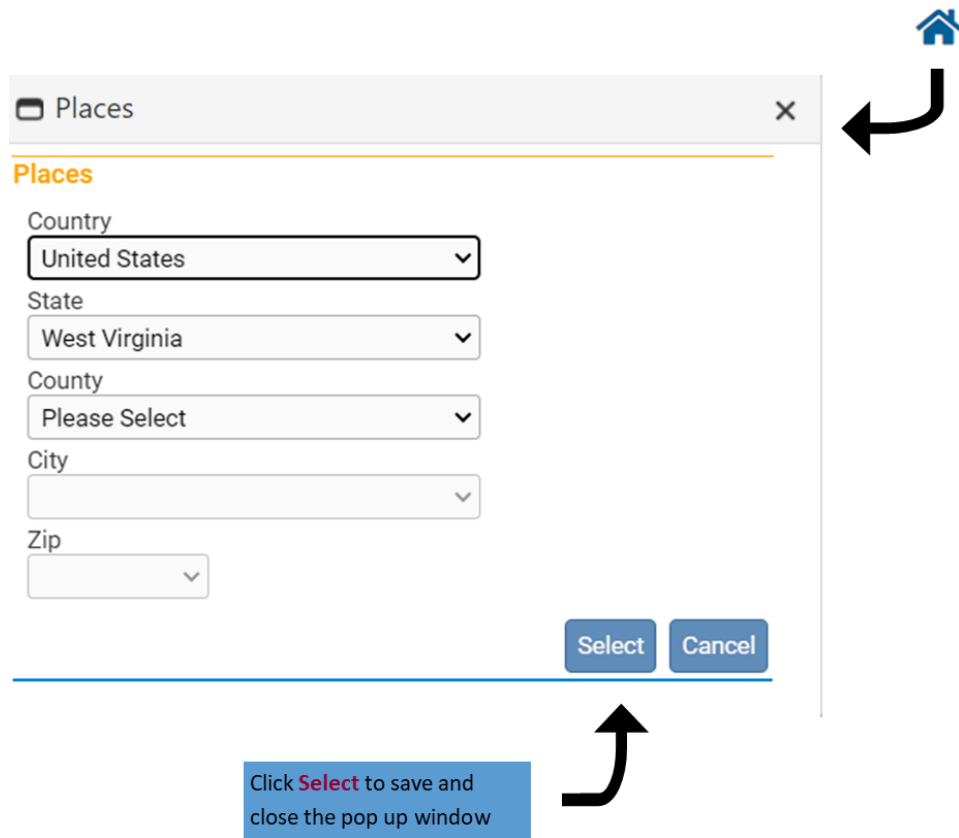 Places
Places
Country
United States
State
West Virginia
County
Please Select
City
Zip
Select Cancel
Click Select to save and
close the pop up window